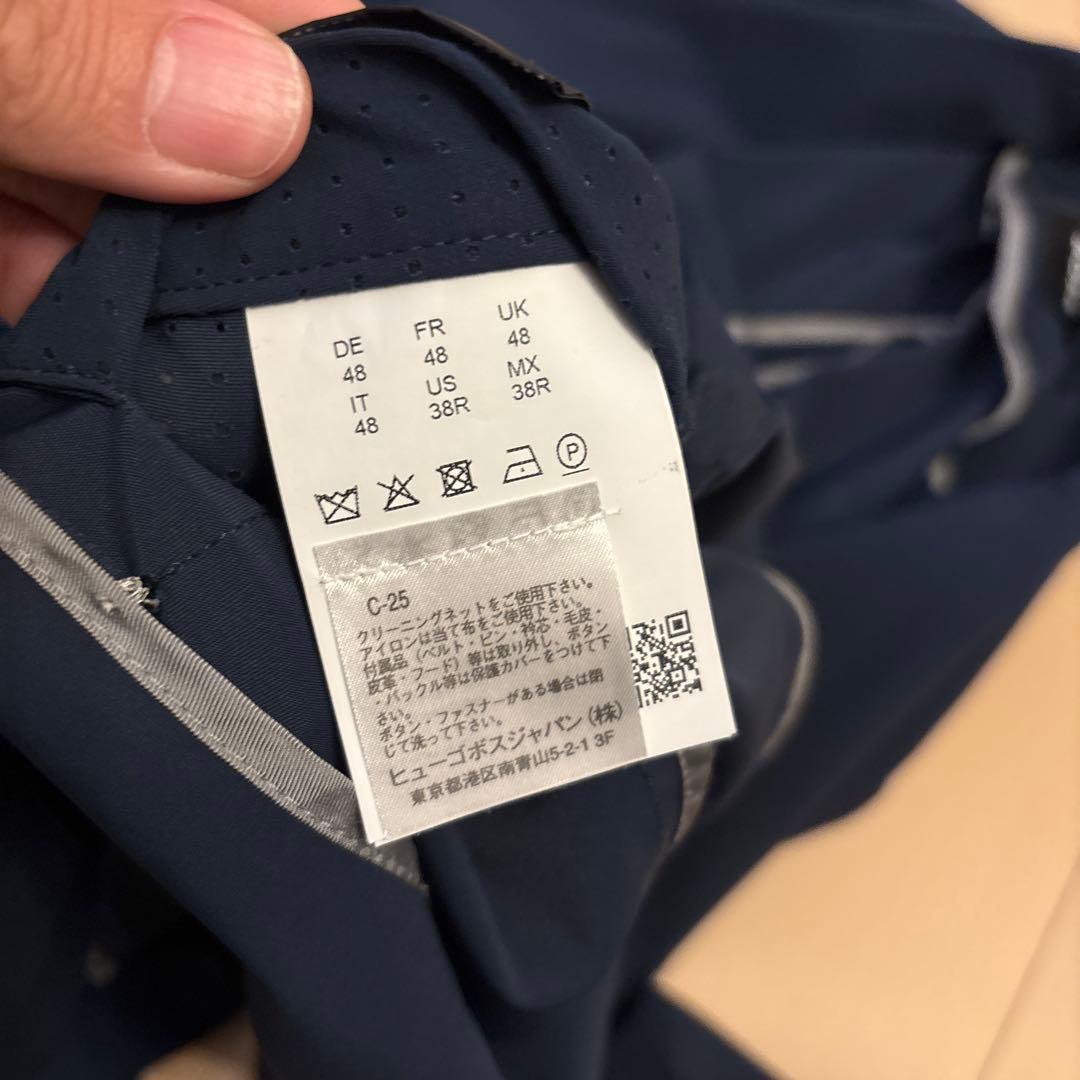 DE FR UK
48 48 48
IT US MX
48 38R 38R
P
C-25
クリーニングネットをご使用下さい。
アイロンは当て布をご使用下さい。
付属品（ベルト・ピン・衿芯・毛皮・
皮革・フード）等は取り外し、ボタン
・バックル等は保護カバーをつけて下
さい。
ボタン・ファスナーがある場合は閉
じて洗って下さい。
ヒューゴボスジャパン（株）
東京都港区南青山5-2-1 3F